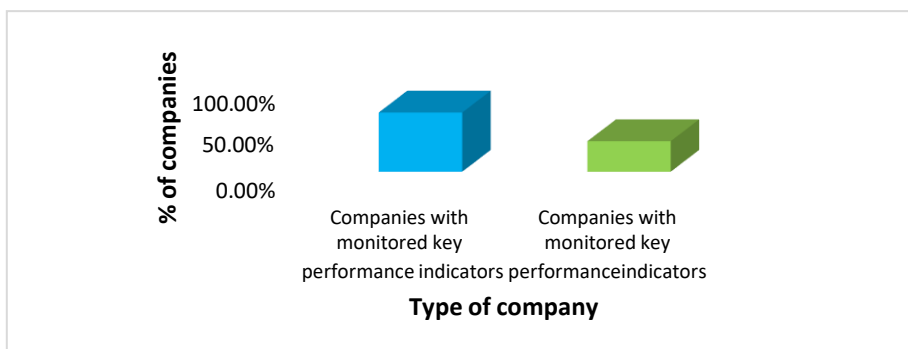 % of companies
100.00%
50.00%
0.00%
Companies with
monitored key
performance indicators
Companies with
monitored key
performanceindicators
Type of company